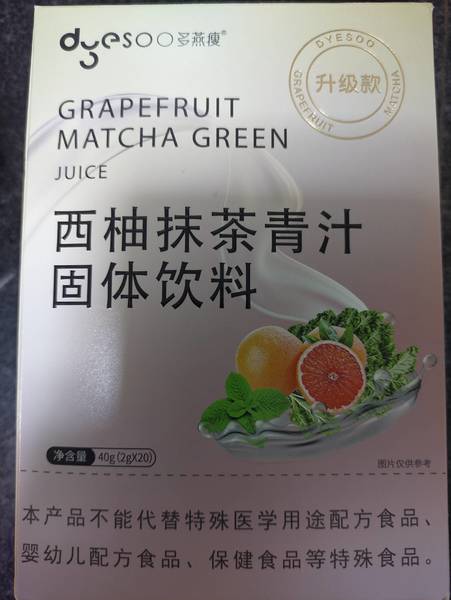 dyesoo多燕瘦®
DYESOO
GRAPEFRUIT MATCHA
升级款
GRAPEFRUIT
MATCHA GREEN
JUICE
西柚抹茶青汁
固体饮料
净含量 40g(2gX20)
图片仅供参考
本产品不能代替特殊医学用途配方食品、
婴幼儿配方食品、保健食品等特殊食品。